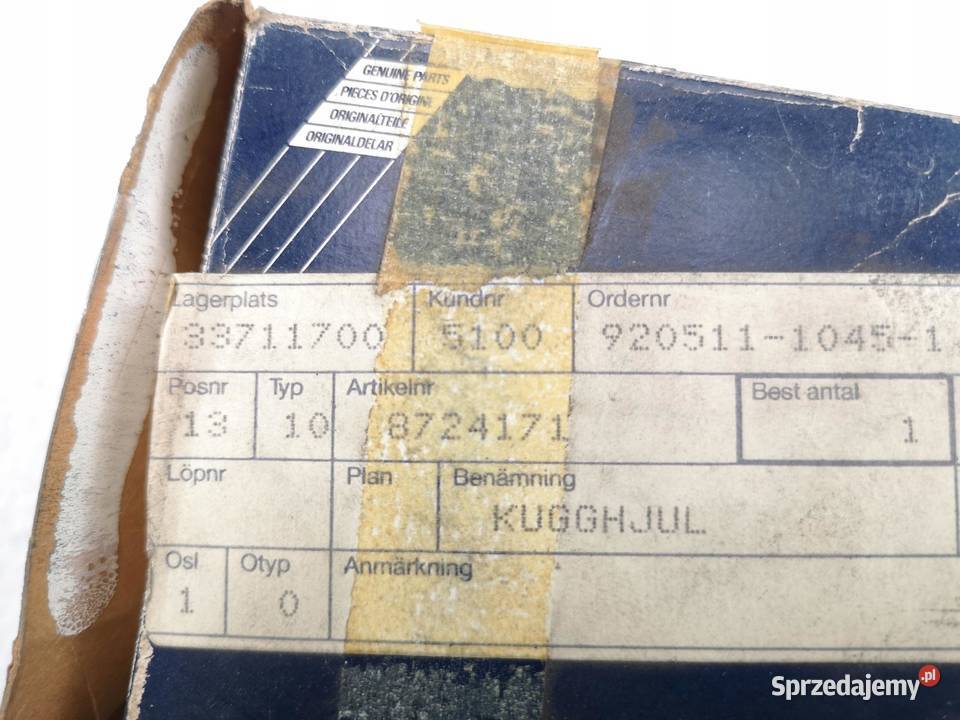 GENUINE PARTS
PIECES D'ORIGINE
ORIGINALTEILE
ORIGINALDELAR
Lagerplats Kundnr Ordernr
33711700 5100 920511-1045-1
Posnr Typ Artikelnr Best antal
13 10 8724171 1
Löpnr Plan Benämning
KUGGHJUL
Osl Otyp Anmärkning
1 0
Sprzedajemy.pl